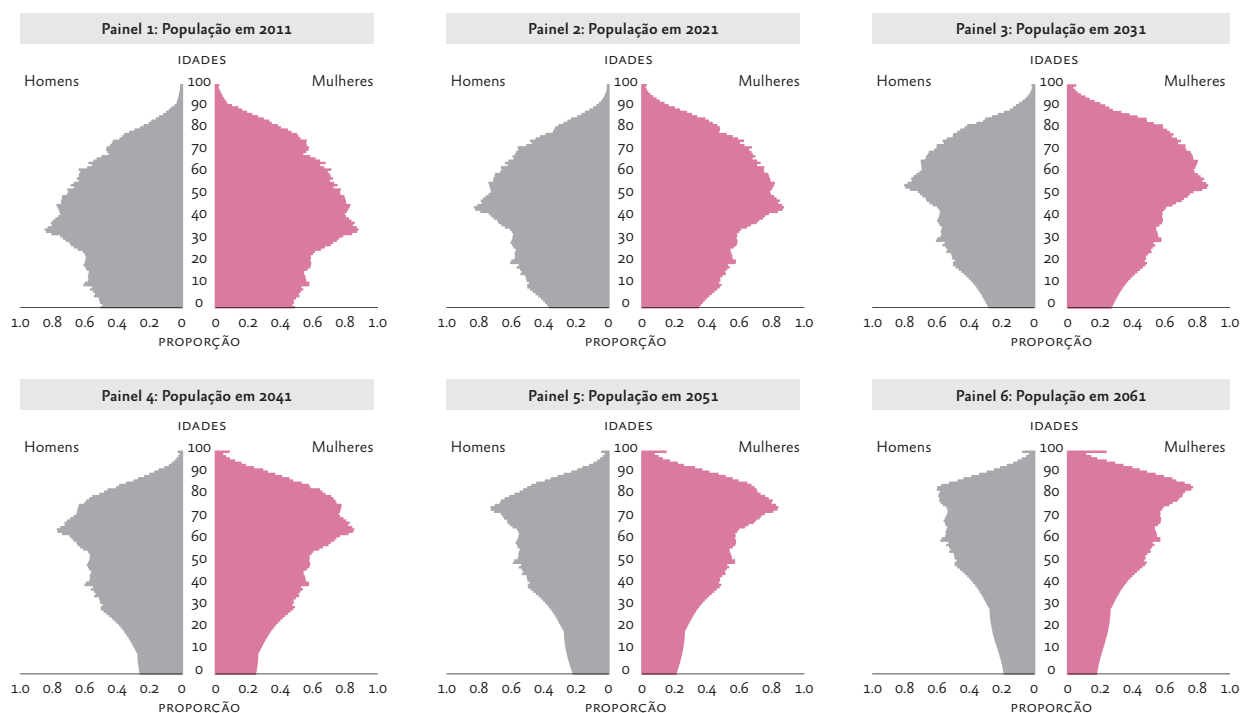 Painel 1: População em 2011
Painel 2: População em 2021
Painel 3: População em 2031
IDADES
IDADES
IDADES
Homens 100 Mulheres
Homens 100 Mulheres
Homens 100 Mulheres
90 90 90
80 80 80
70 70 70
60 60 60
50 50 50
40 40 40
30 30 30
20 20 20
10 10 10
0 0 0
1.0 0.8 0.6 0.4 0.2 0 0 0.2 0.4 0.6 0.8 1.0
1.0 0.8 0.6 0.4 0.2 0 0 0.2 0.4 0.6 0.8 1.0
1.0 0.8 0.6 0.4 0.2 0 0 0.2 0.4 0.6 0.8 1.0
PROPORÇÃO
PROPORÇÃO
PROPORÇÃO
Painel 4: População em 2041
Painel 5: População em 2051
Painel 6: População em 2061
IDADES
IDADES
IDADES
Homens 100 Mulheres
Homens 100 Mulheres
Homens 100 Mulheres
90 90 90
80 80 80
70 70 70
60 60 60
50 50 50
40 40 40
30 30 30
20 20 20
10 10 10
0 0 0
1.0 0.8 0.6 0.4 0.2 0 0 0.2 0.4 0.6 0.8 1.0
1.0 0.8 0.6 0.4 0.2 0 0 0.2 0.4 0.6 0.8 1.0
1.0 0.8 0.6 0.4 0.2 0 0 0.2 0.4 0.6 0.8 1.0
PROPORÇÃO
PROPORÇÃO
PROPORÇÃO